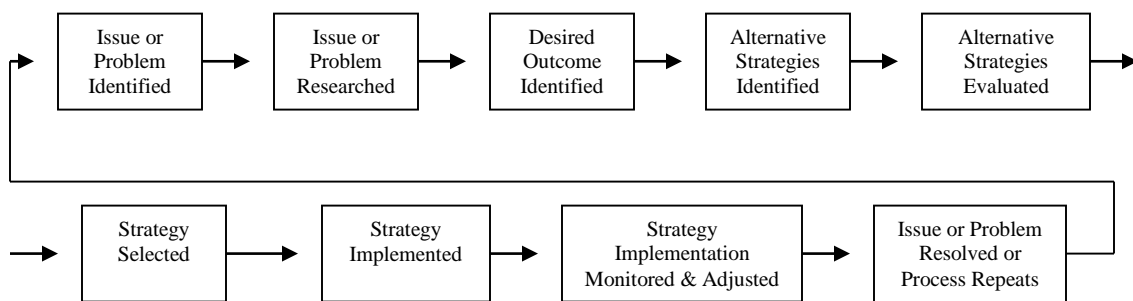 Issue or
Problem
Identified
Issue or
Problem
Researched
Desired
Outcome
Identified
Alternative
Strategies
Identified
Alternative
Strategies
Evaluated
Strategy
Selected
Strategy
Implemented
Strategy
Implementation
Monitored & Adjusted
Issue or Problem
Resolved or
Process Repeats